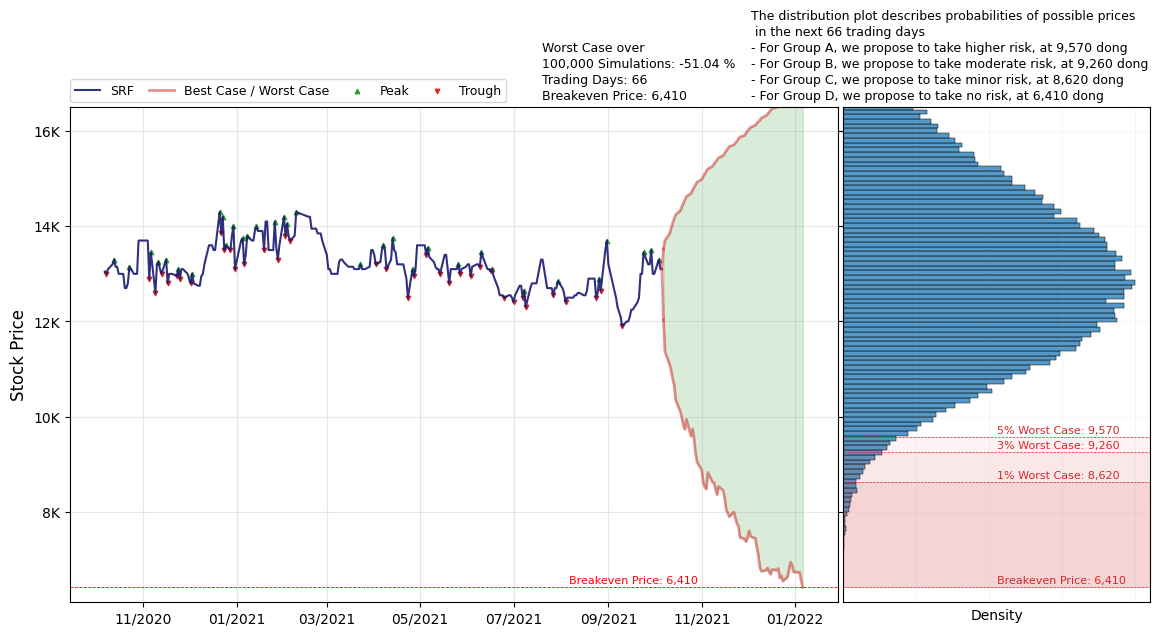 The distribution plot describes probabilities of possible prices
in the next 66 trading days
- For Group A, we propose to take higher risk, at 9,570 dong
- For Group B, we propose to take moderate risk, at 9,260 dong
- For Group C, we propose to take minor risk, at 8,620 dong
- For Group D, we propose to take no risk, at 6,410 dong
Worst Case over
100,000 Simulations: -51.04 %
Trading Days: 66
Breakeven Price: 6,410
SRF
Best Case / Worst Case
Peak
Trough
Stock Price
16K
14K
12K
10K
8K
Breakeven Price: 6,410
11/2020
01/2021
03/2021
05/2021
07/2021
09/2021
11/2021
01/2022
5% Worst Case: 9,570
3% Worst Case: 9,260
1% Worst Case: 8,620
Breakeven Price: 6,410
Density